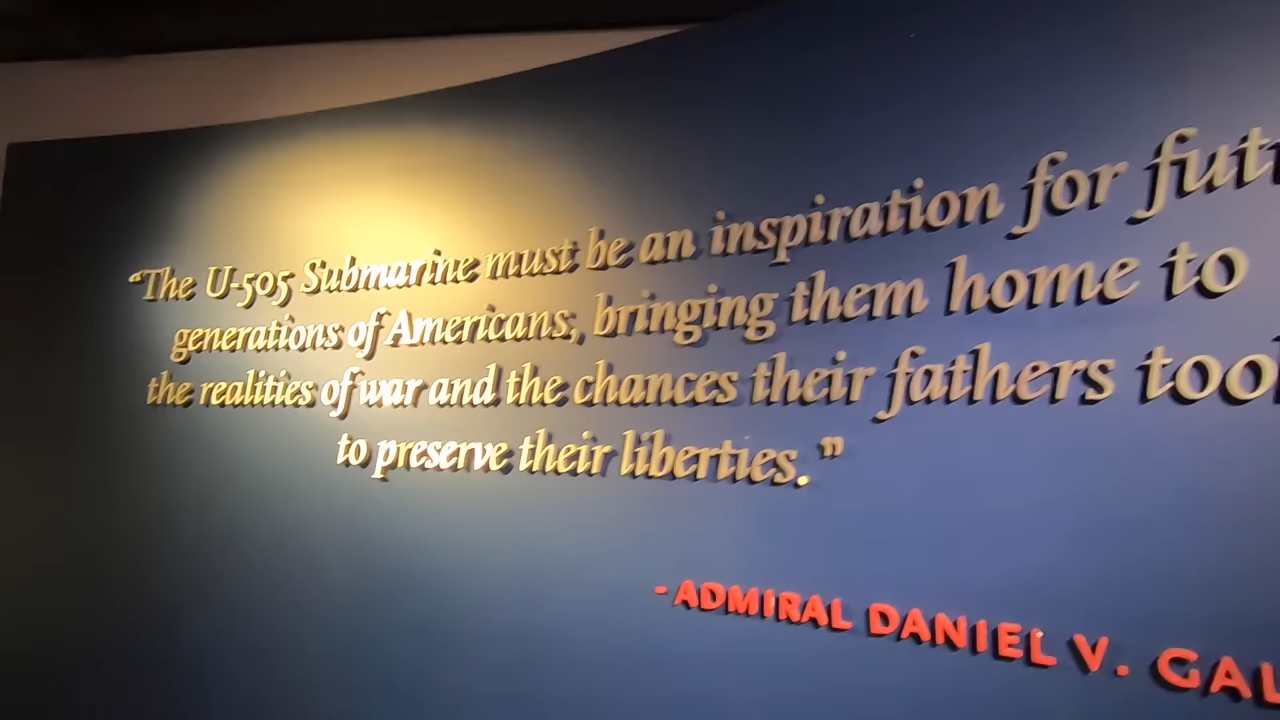 “The U-505 Submarine must be an inspiration for fut
generations of Americans, bringing them home to
the realities of war and the chances their fathers too
to preserve their liberties.”
- ADMIRAL DANIEL V. GAL